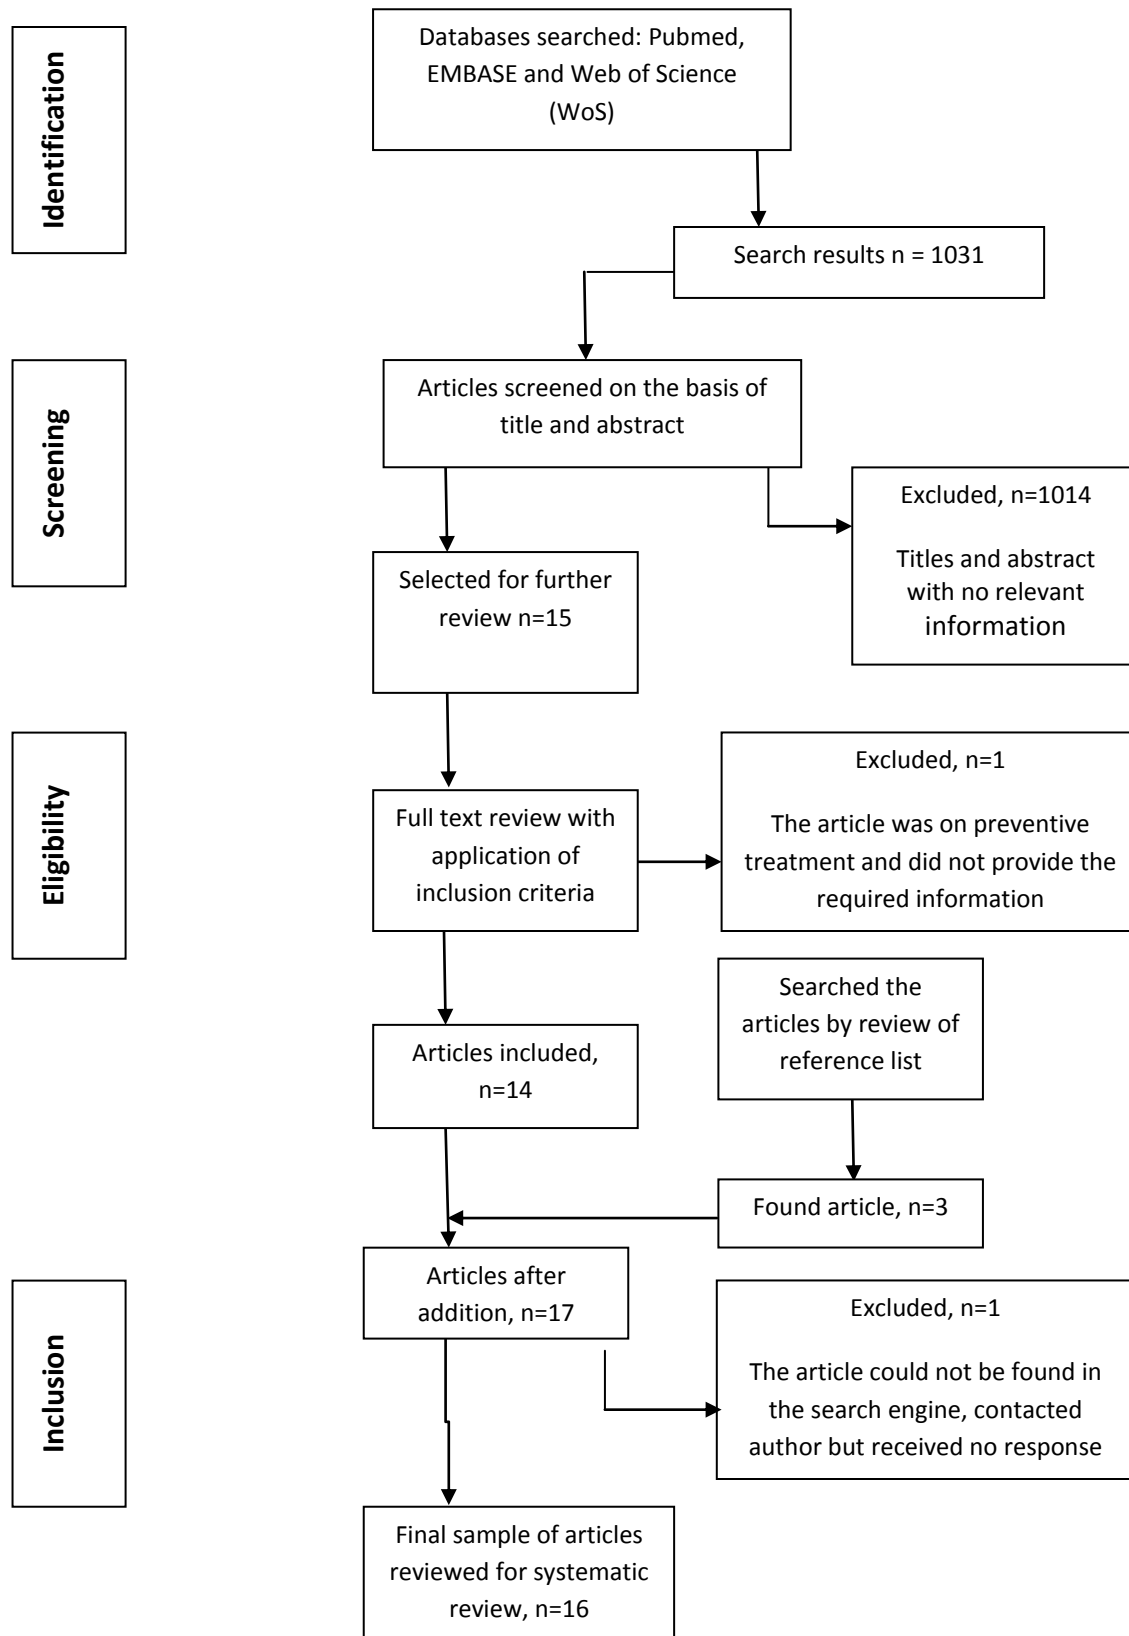 Identification
Databases searched: Pubmed,
EMBASE and Web of Science
(WoS)
Search results n = 1031
Screening
Articles screened on the basis of
title and abstract
Excluded, n=1014
Titles and abstract
with no relevant
information
Selected for further
review n=15
Eligibility
Full text review with
application of
inclusion criteria
Excluded, n=1
The article was on preventive
treatment and did not provide the
required information
Searched the
articles by review of
reference list
Articles included,
n=14
Found article, n=3
Inclusion
Articles after
addition, n=17
Excluded, n=1
The article could not be found in
the search engine, contacted
author but received no response
Final sample of articles
reviewed for systematic
review, n=16